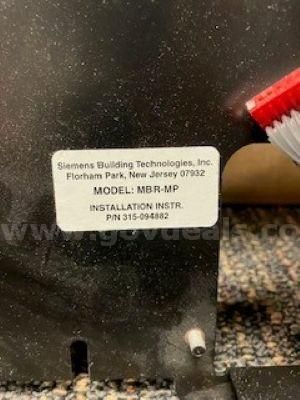 Siemens Building Technologies, Inc.
Florham Park, New Jersey 07932
MODEL: MBR-MP
INSTALLATION INSTR.
P/N 315-094882
www.govdeals.com